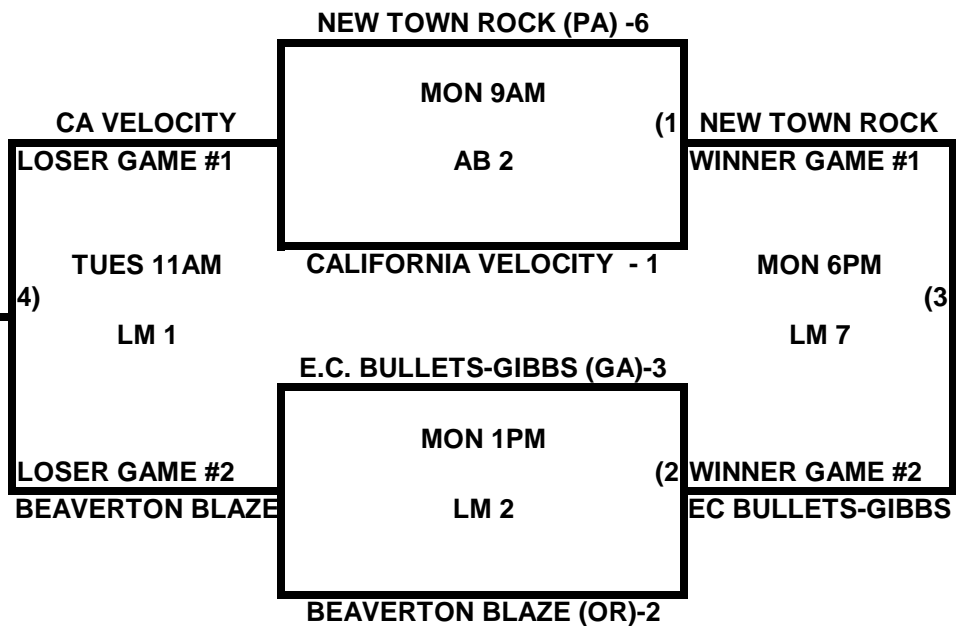 NEW TOWN ROCK (PA) -6
MON 9AM
CA VELOCITY
(1
NEW TOWN ROCK
LOSER GAME #1
AB 2
WINNER GAME #1
TUES 11AM
CALIFORNIA VELOCITY - 1
MON 6PM
4)
(3
LM 1
LM 7
E.C. BULLETS-GIBBS (GA)-3
MON 1PM
LOSER GAME #2
(2
WINNER GAME #2
BEAVERTON BLAZE
LM 2
EC BULLETS-GIBBS
BEAVERTON BLAZE (OR)-2